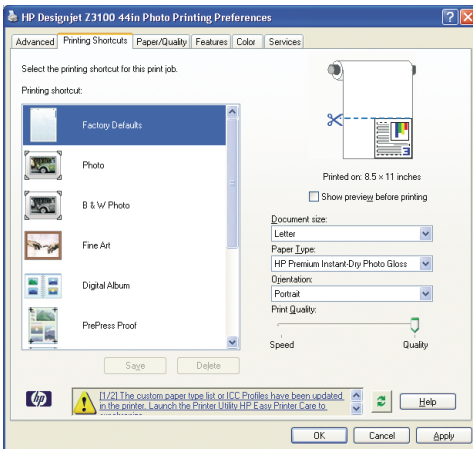 HP Designjet Z3100 44in Photo Printing Preferences
Advanced Printing Shortcuts Paper/Quality Features Color Services
Select the printing shortcut for this print job.
Printing shortcut:
Factory Defaults
Photo
B & W Photo
Fine Art
Digital Album
PrePress Proof
Save Delete
3
Printed on: 8.5 × 11 inches
Show preview before printing
Document size:
Letter
Paper Type:
HP Premium Instant-Dry Photo Gloss
Orientation:
Portrait
Print Quality:
Speed Quality
hp
[1/2] The custom paper type list or ICC Profiles have been updated
in the printer. Launch the Printer Utility HP Easy Printer Care to
Help
OK Cancel Apply